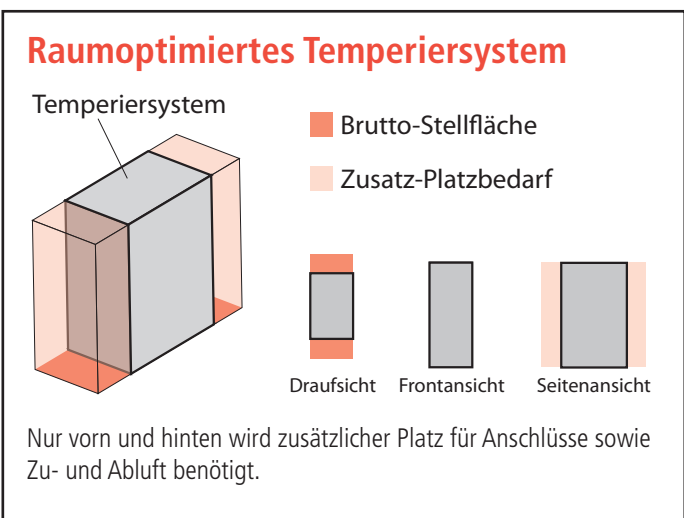 Raumoptimiertes Temperiersystem
Temperiersystem
Brutto-Stellfläche
Zusatz-Platzbedarf
Draufsicht Frontansicht Seitenansicht
Nur vorn und hinten wird zusätzlicher Platz für Anschlüsse sowie
Zu- und Abluft benötigt.